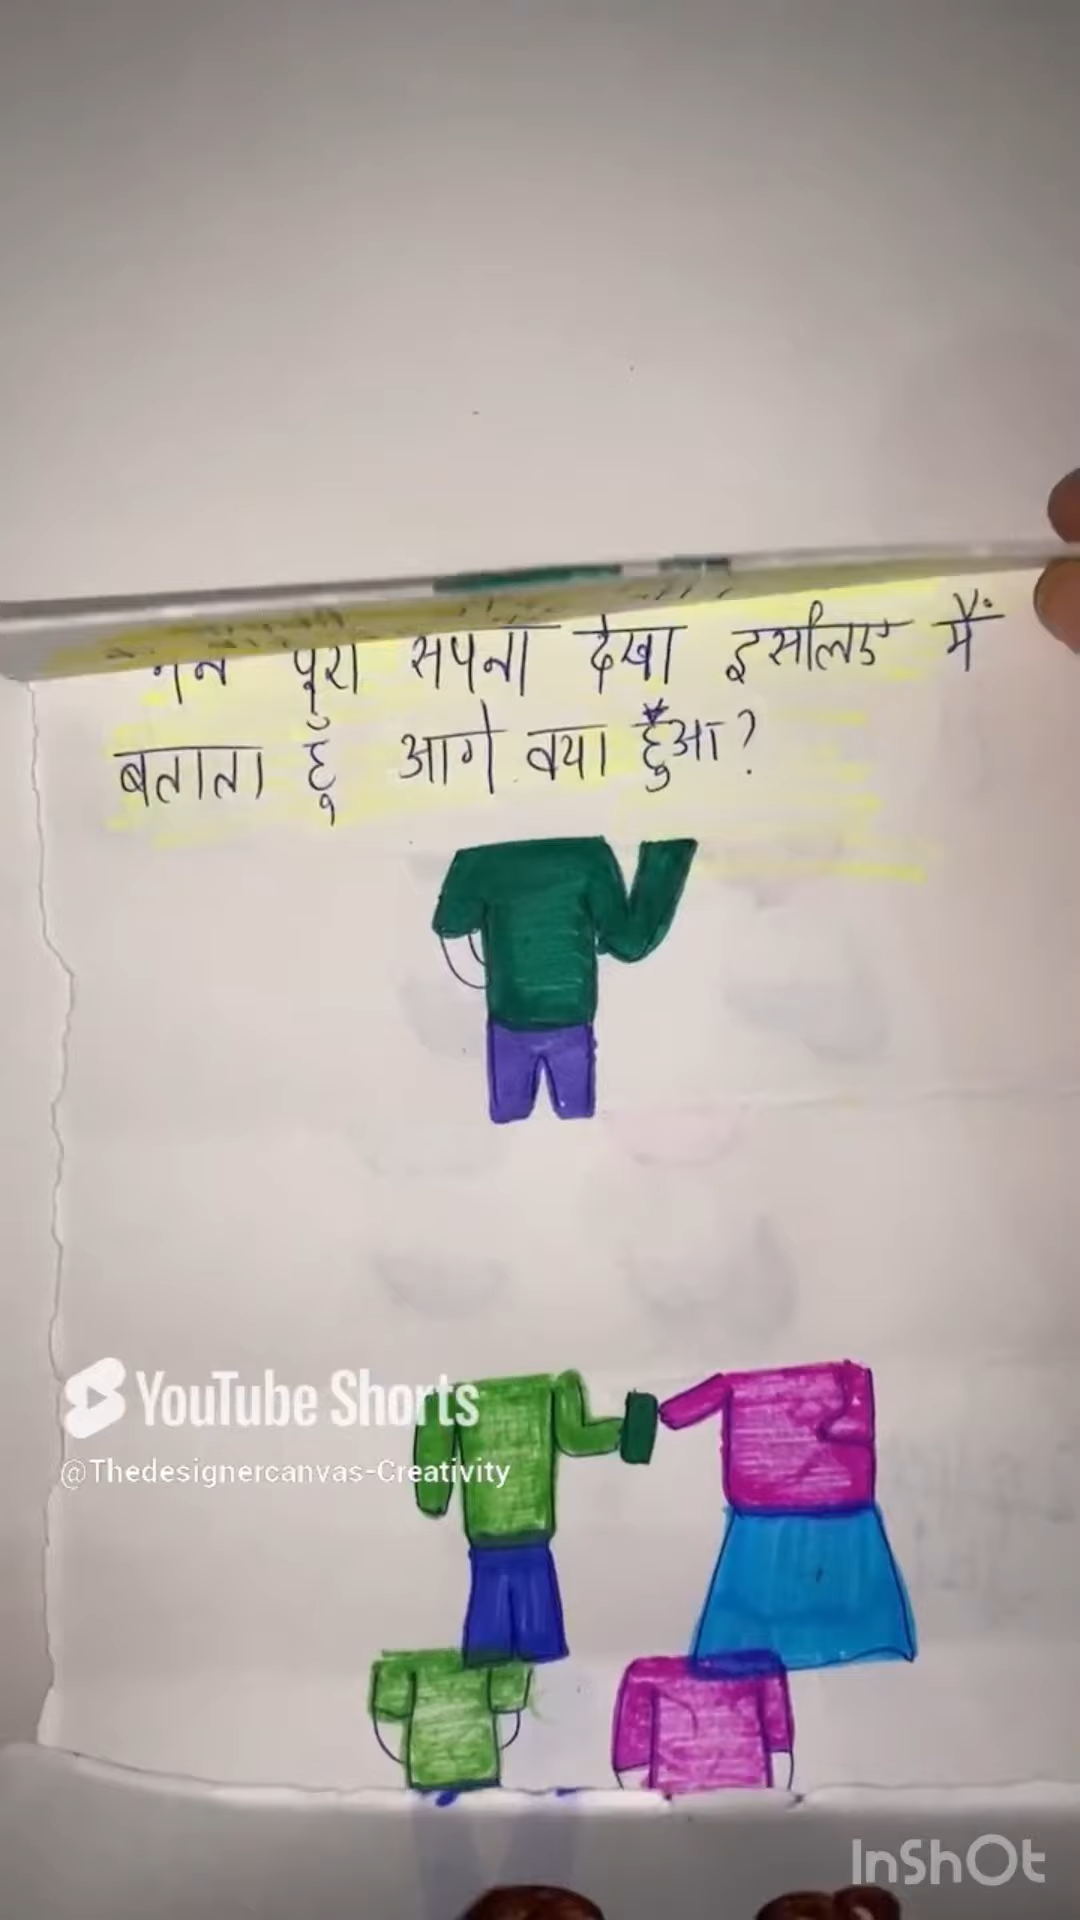 मैंने पूरा सपना देखा इसलिए मैं
बताता हूँ आगे क्या हुँआ?
YouTube Shorts
@Thedesignercanvas-Creativity
InShOt